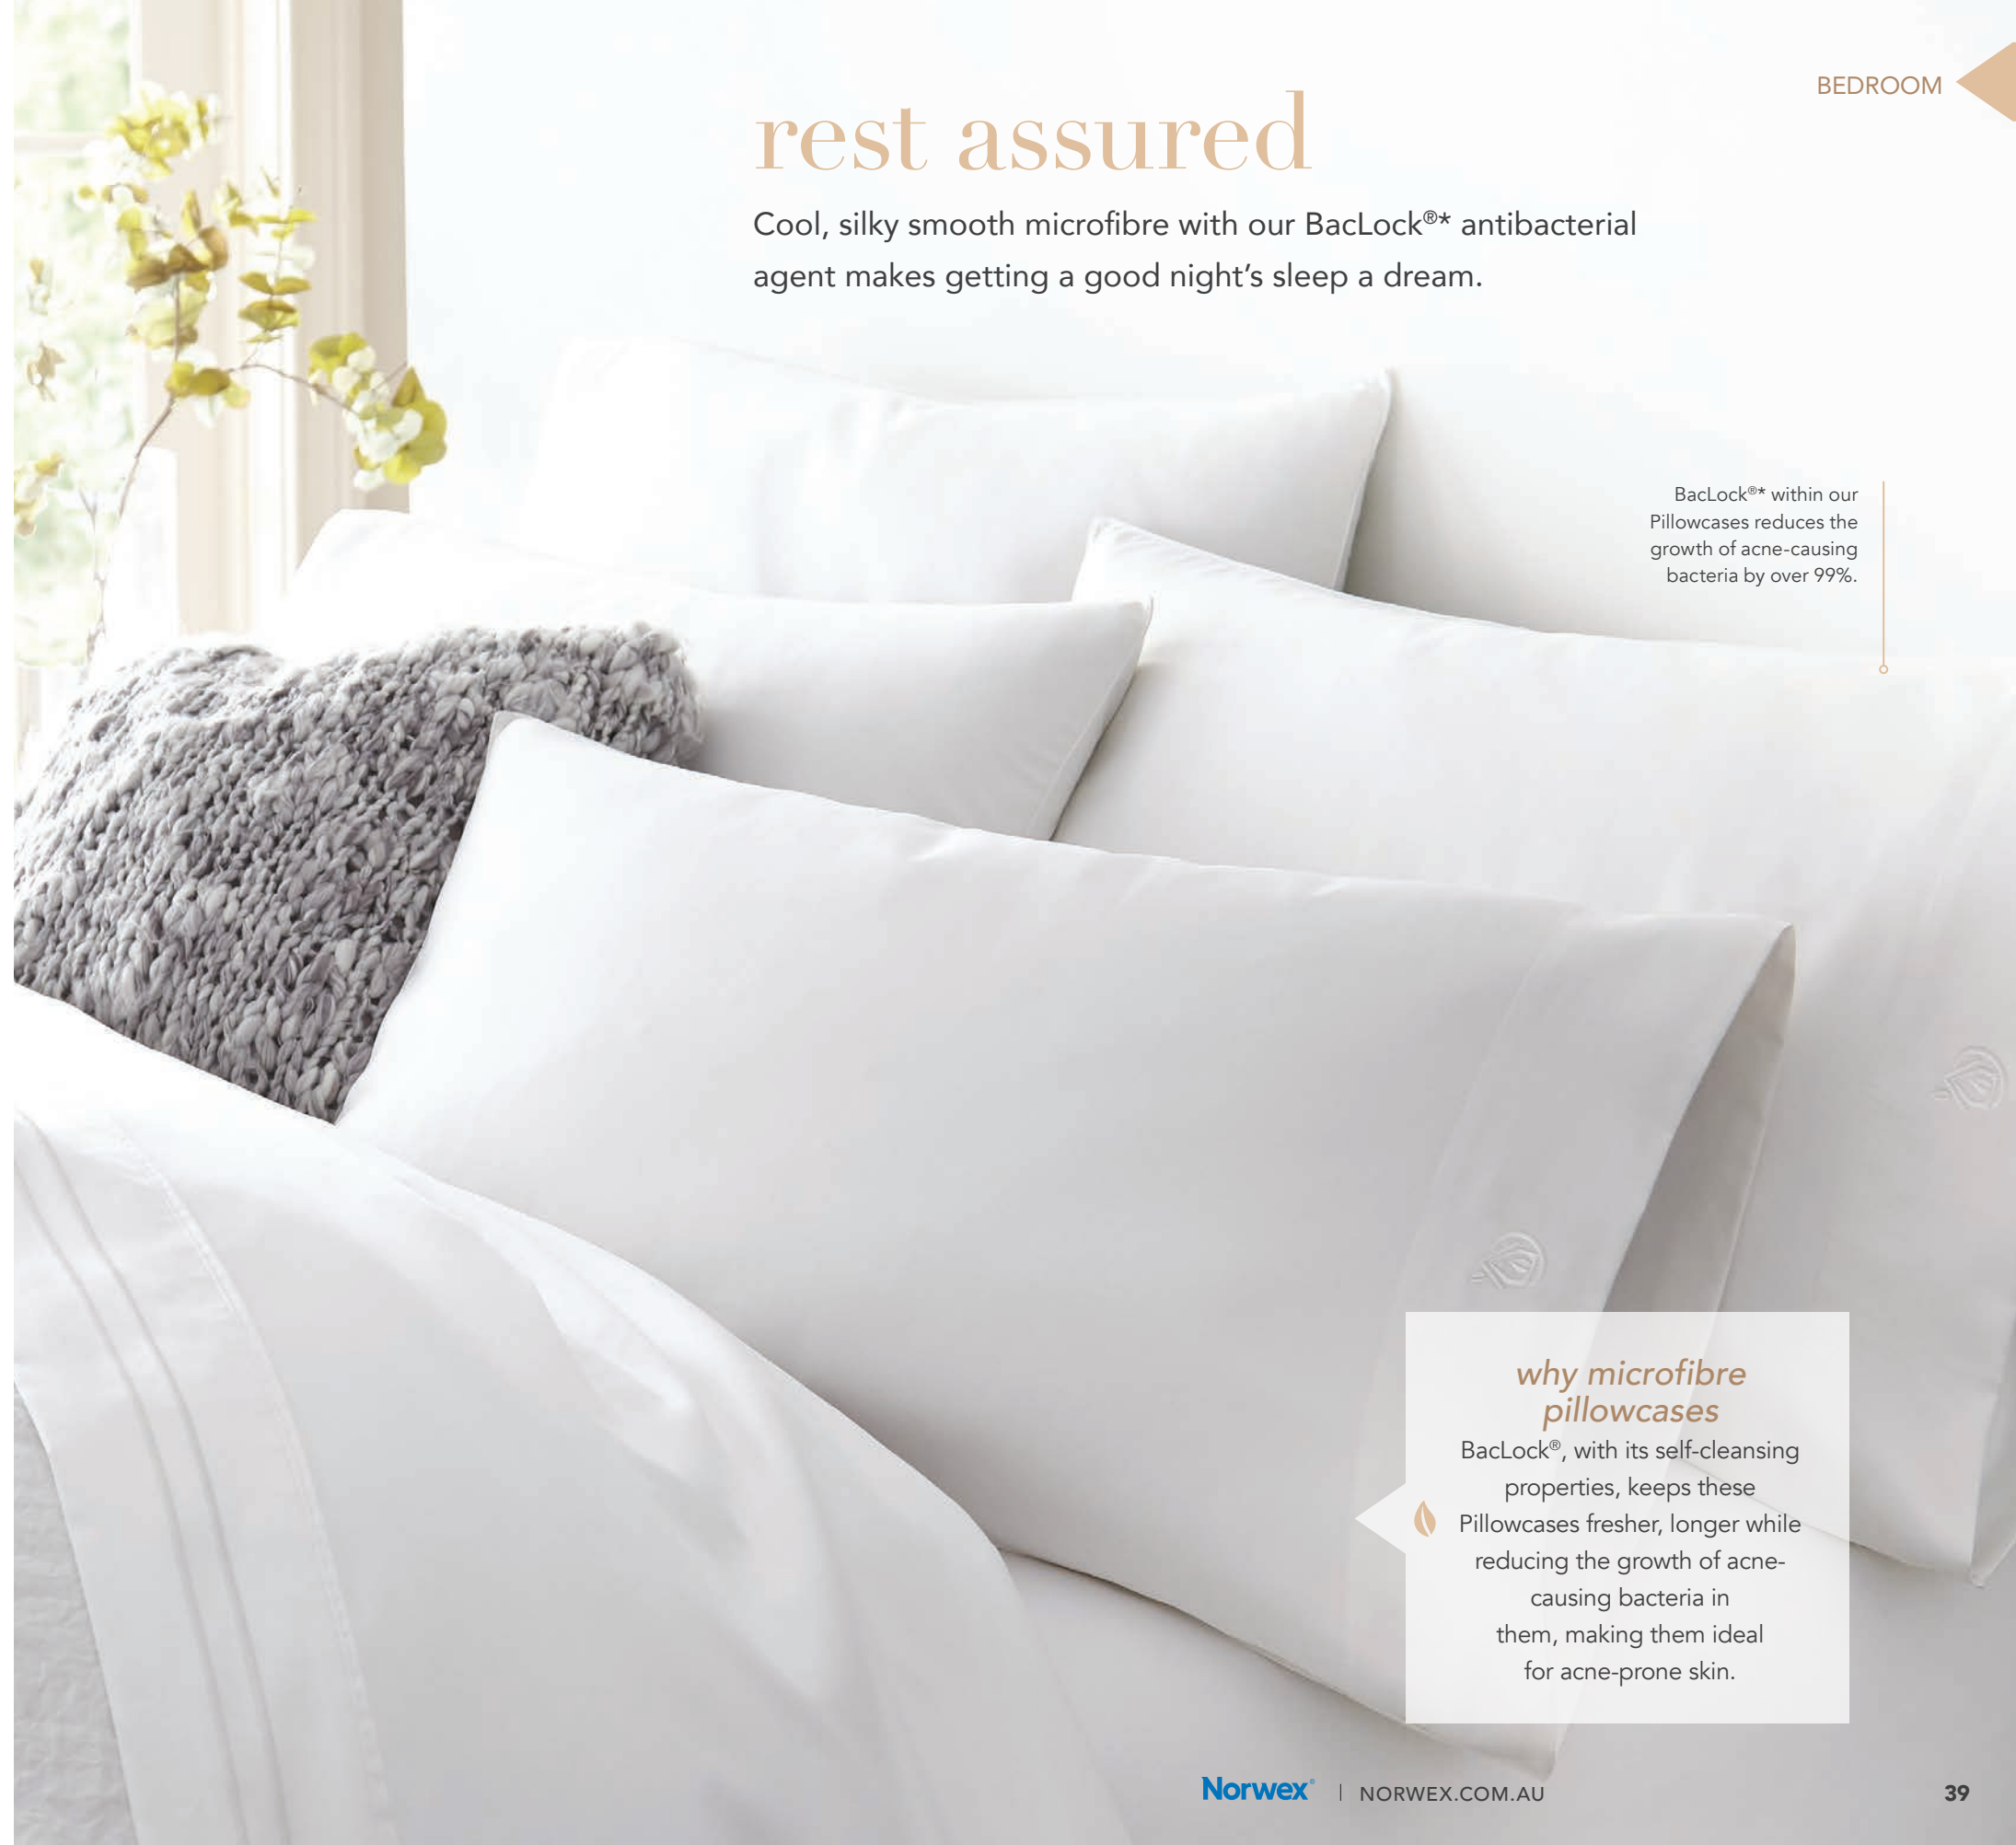 BEDROOM
rest assured
Cool, silky smooth microfibre with our BacLock®* antibacterial
agent makes getting a good night’s sleep a dream.
BacLock®* within our
Pillowcases reduces the
growth of acne-causing
bacteria by over 99%.
why microfibre
pillowcases
BacLock®, with its self-cleansing
properties, keeps these
Pillowcases fresher, longer while
reducing the growth of acne-
causing bacteria in
them, making them ideal
for acne-prone skin.
Norwex® | NORWEX.COM.AU
39